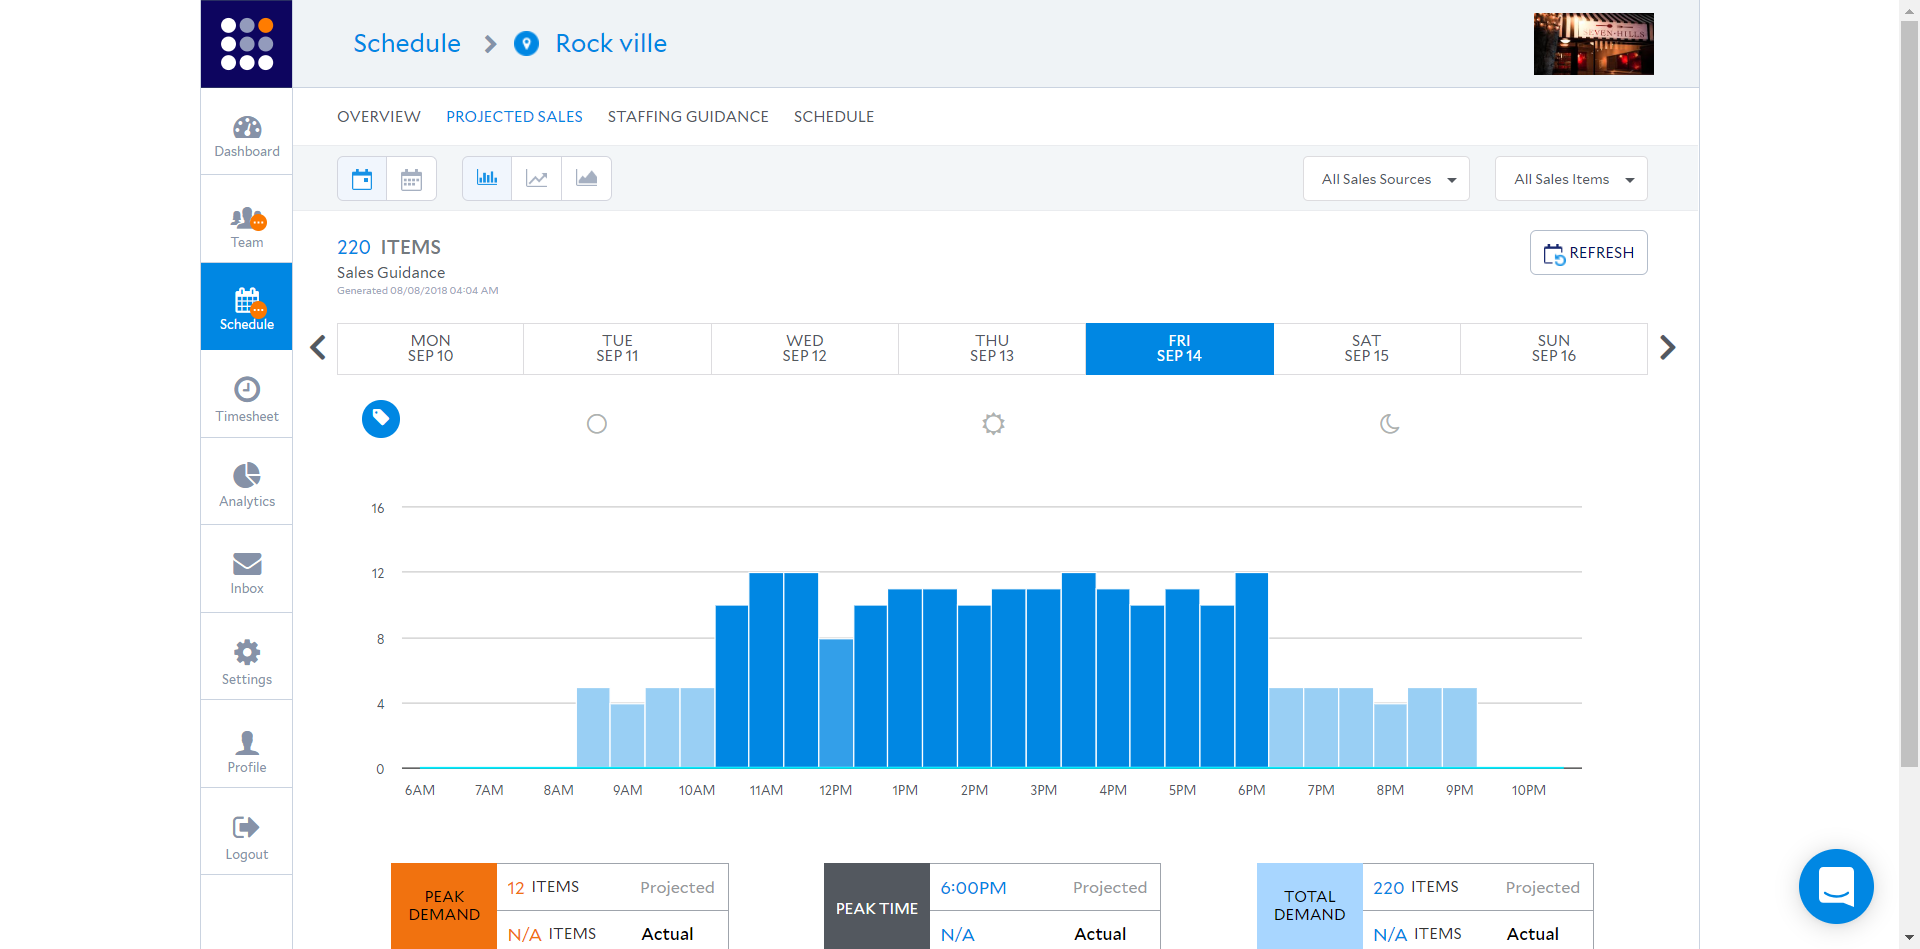 Schedule
Rock ville
SEVEN HILLS
OVERVIEW PROJECTED SALES STAFFING GUIDANCE SCHEDULE
All Sales Sources
All Sales Items
220 ITEMS
Sales Guidance
Generated 08/08/2018 04:04 AM
REFRESH
MON
SEP 10
TUE
SEP 11
WED
SEP 12
THU
SEP 13
FRI
SEP 14
SAT
SEP 15
SUN
SEP 16
Dashboard
Team
Schedule
Timesheet
Analytics
Inbox
Settings
Profile
Logout
16
12
8
4
0
6AM 7AM 8AM 9AM 10AM 11AM 12PM 1PM 2PM 3PM 4PM 5PM 6PM 7PM 8PM 9PM 10PM
PEAK
DEMAND
12 ITEMS Projected
N/A ITEMS Actual
PEAK TIME
6:00PM Projected
N/A Actual
TOTAL
DEMAND
220 ITEMS Projected
N/A ITEMS Actual